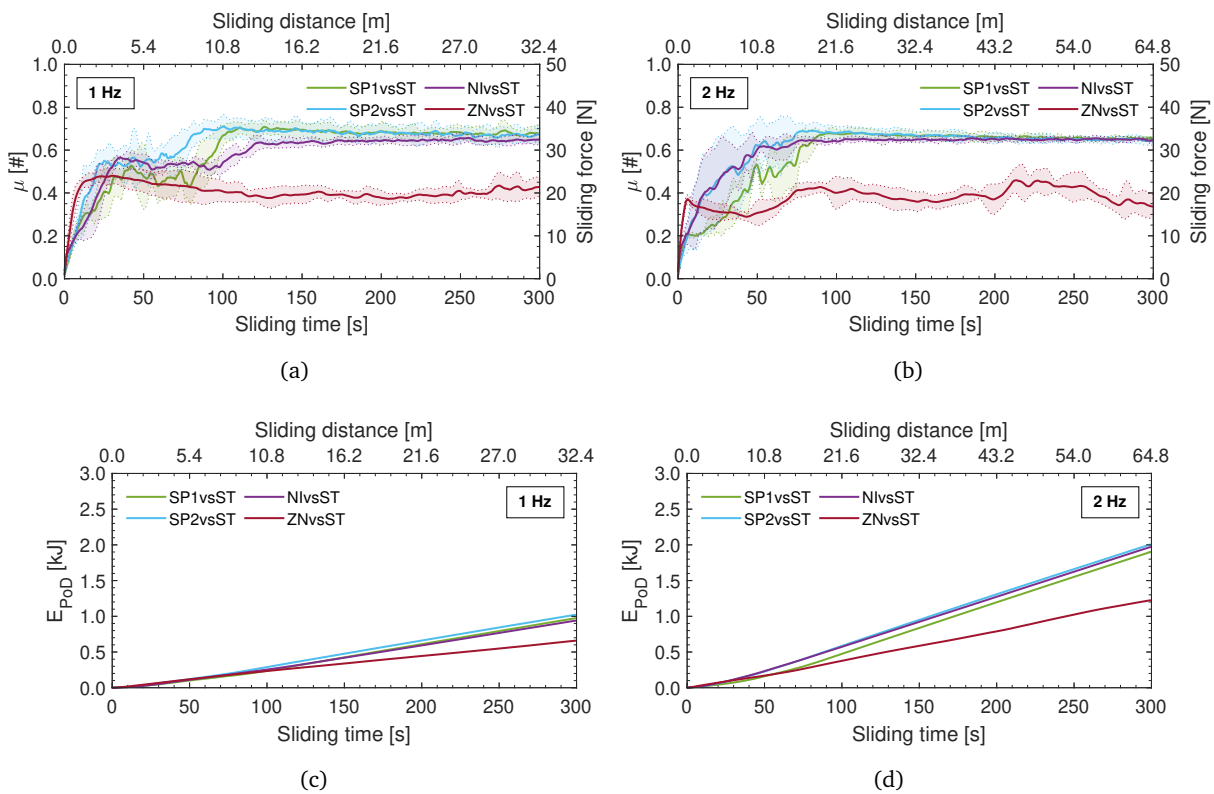 Sliding distance [m]
0.0 5.4 10.8 16.2 21.6 27.0 32.4
1.0 0.8 0.6 0.4 0.2 0.0
μ [#]
1 Hz
SP1vsST NIvsST
SP2vsST ZNvsST
50 40 30 20 10 0
Sliding force [N]
0 50 100 150 200 250 300
Sliding time [s]
(a)
Sliding distance [m]
0.0 10.8 21.6 32.4 43.2 54.0 64.8
1.0 0.8 0.6 0.4 0.2 0.0
μ [#]
2 Hz
SP1vsST NIvsST
SP2vsST ZNvsST
50 40 30 20 10 0
Sliding force [N]
0 50 100 150 200 250 300
Sliding time [s]
(b)
Sliding distance [m]
0.0 5.4 10.8 16.2 21.6 27.0 32.4
3.0 2.5 2.0 1.5 1.0 0.5 0.0
E_PoD [kJ]
SP1vsST NIvsST
SP2vsST ZNvsST
1 Hz
0 50 100 150 200 250 300
Sliding time [s]
(c)
Sliding distance [m]
0.0 10.8 21.6 32.4 43.2 54.0 64.8
3.0 2.5 2.0 1.5 1.0 0.5 0.0
E_PoD [kJ]
SP1vsST NIvsST
SP2vsST ZNvsST
2 Hz
0 50 100 150 200 250 300
Sliding time [s]
(d)